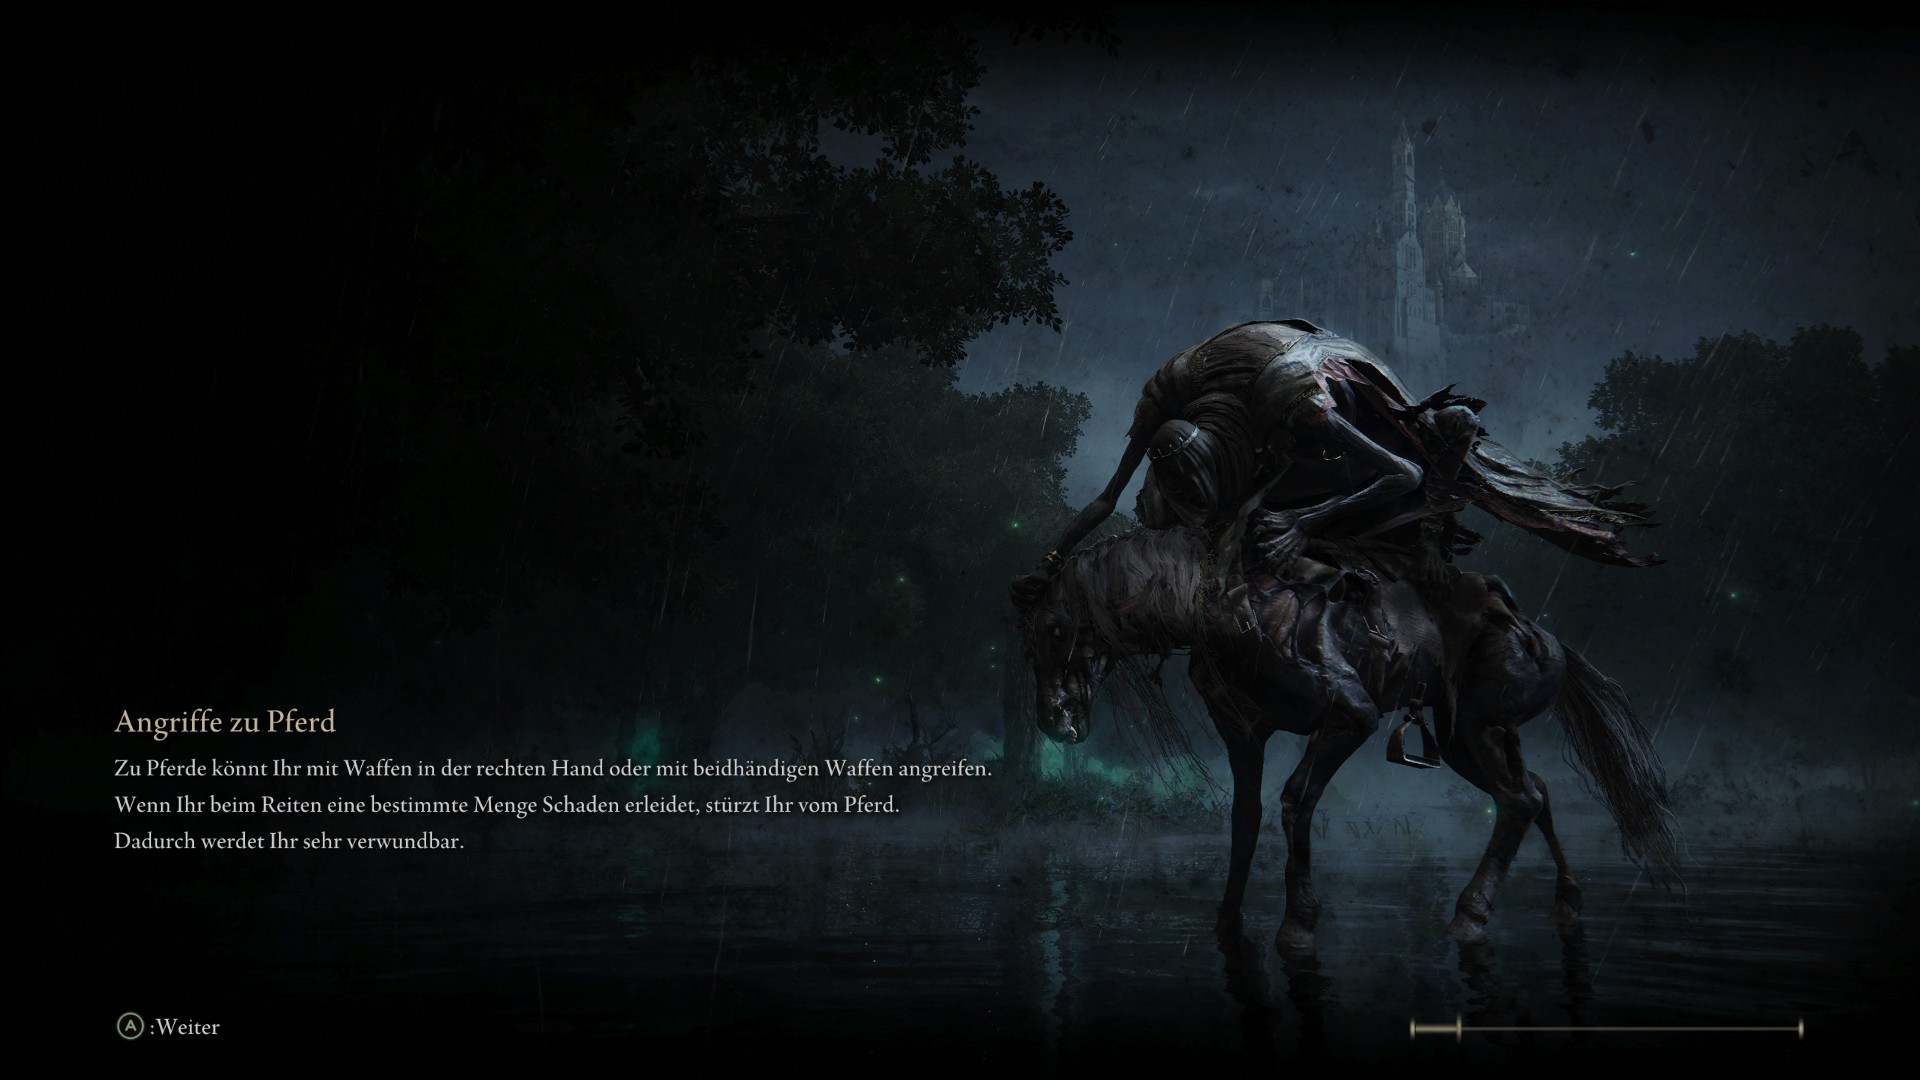 Angriffe zu Pferd
Zu Pferde könnt Ihr mit Waffen in der rechten Hand oder mit beidhändigen Waffen angreifen.
Wenn Ihr beim Reiten eine bestimmte Menge Schaden erleidet, stürzt Ihr vom Pferd.
Dadurch werdet Ihr sehr verwundbar.
A :Weiter